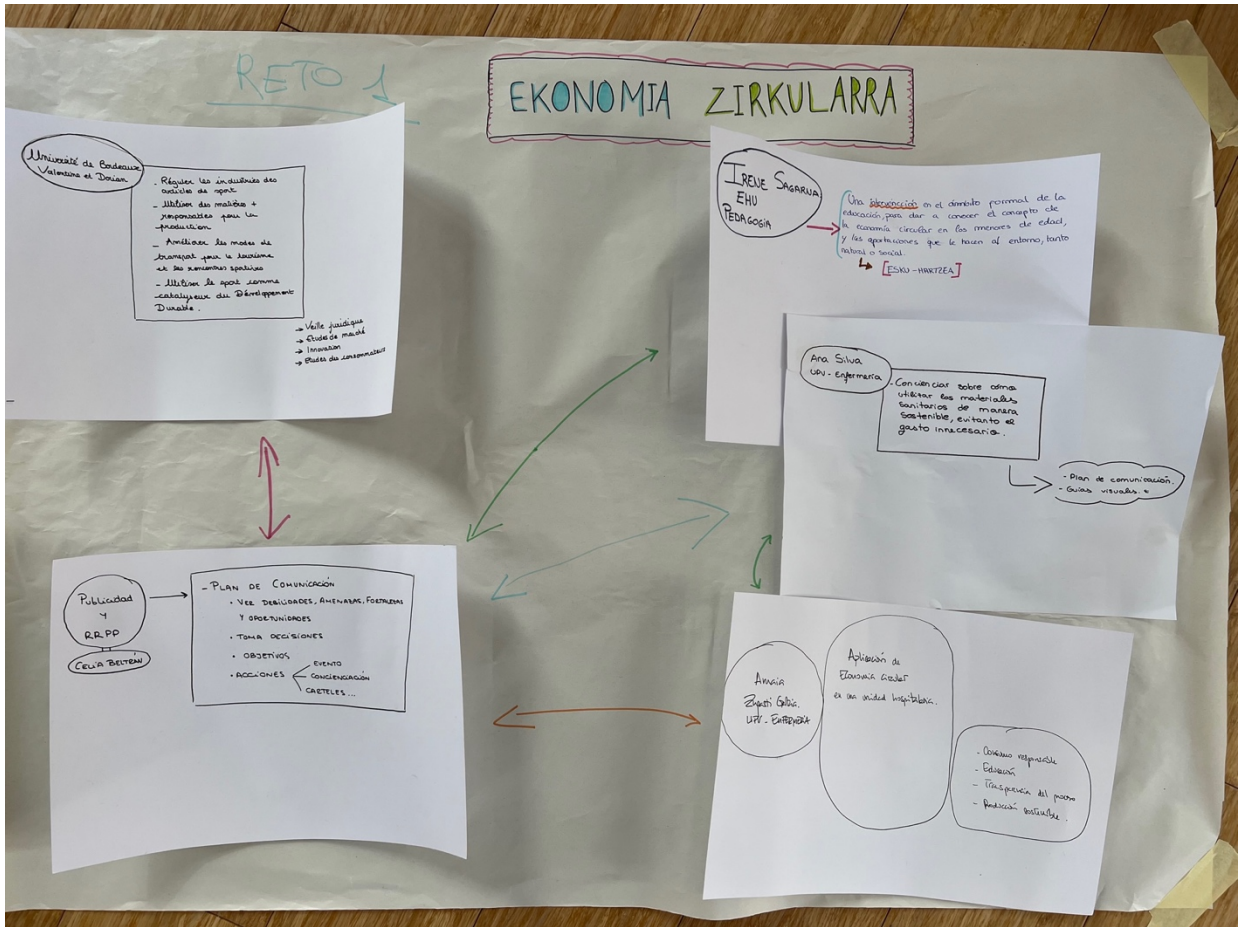 RETO 1
EKONOMIA ZIRKULARRA
Université de Bordeaux
Valentine et Dorian
- Réguler les industries des
articles de sport
- Utiliser des matières +
responsables pour la
production
- Améliorer les modes de
transport pour le tourisme
et les rencontres sportives
- Utiliser le sport comme
catalyseur du Développement
Durable.
→ Veille juridique
→ Etudes de marché
→ Innovation
→ Etudes des consommateurs
IRENE SAGARNA
EHU
PEDAGOGIA
Una intervención en el ámbito formal de la
educación, para dar a conocer el concepto de
la economía circular en los menores de edad,
y las aportaciones que le hacen al entorno, tanto
natural o social.
[ESKU-HARTZEA]
Ana Silva
UPV - Enfermería
- Concienciar sobre cómo
utilizar los materiales
sanitarios de manera
sostenible, evitanto el
gasto innecesario.
- Plan de comunicación.
- Guías visuales.
Publicidad
Y
RRPP
CELIA BELTRÁN
- PLAN DE COMUNICACIÓN
• VER DEBILIDADES, AMENAZAS, FORTALEZAS
Y OPORTUNIDADES
• TOMA DECISIONES
• OBJETIVOS
• ACCIONES
EVENTO
CONCIENCIACIÓN
CARTELES...
Amaia
UPV - ENFERMERÍA
Aplicación de
Economía circular
en una unidad hospitalaria.
- Consumo responsable
- Educación
- Transparencia del proceso
- Producción sostenible.